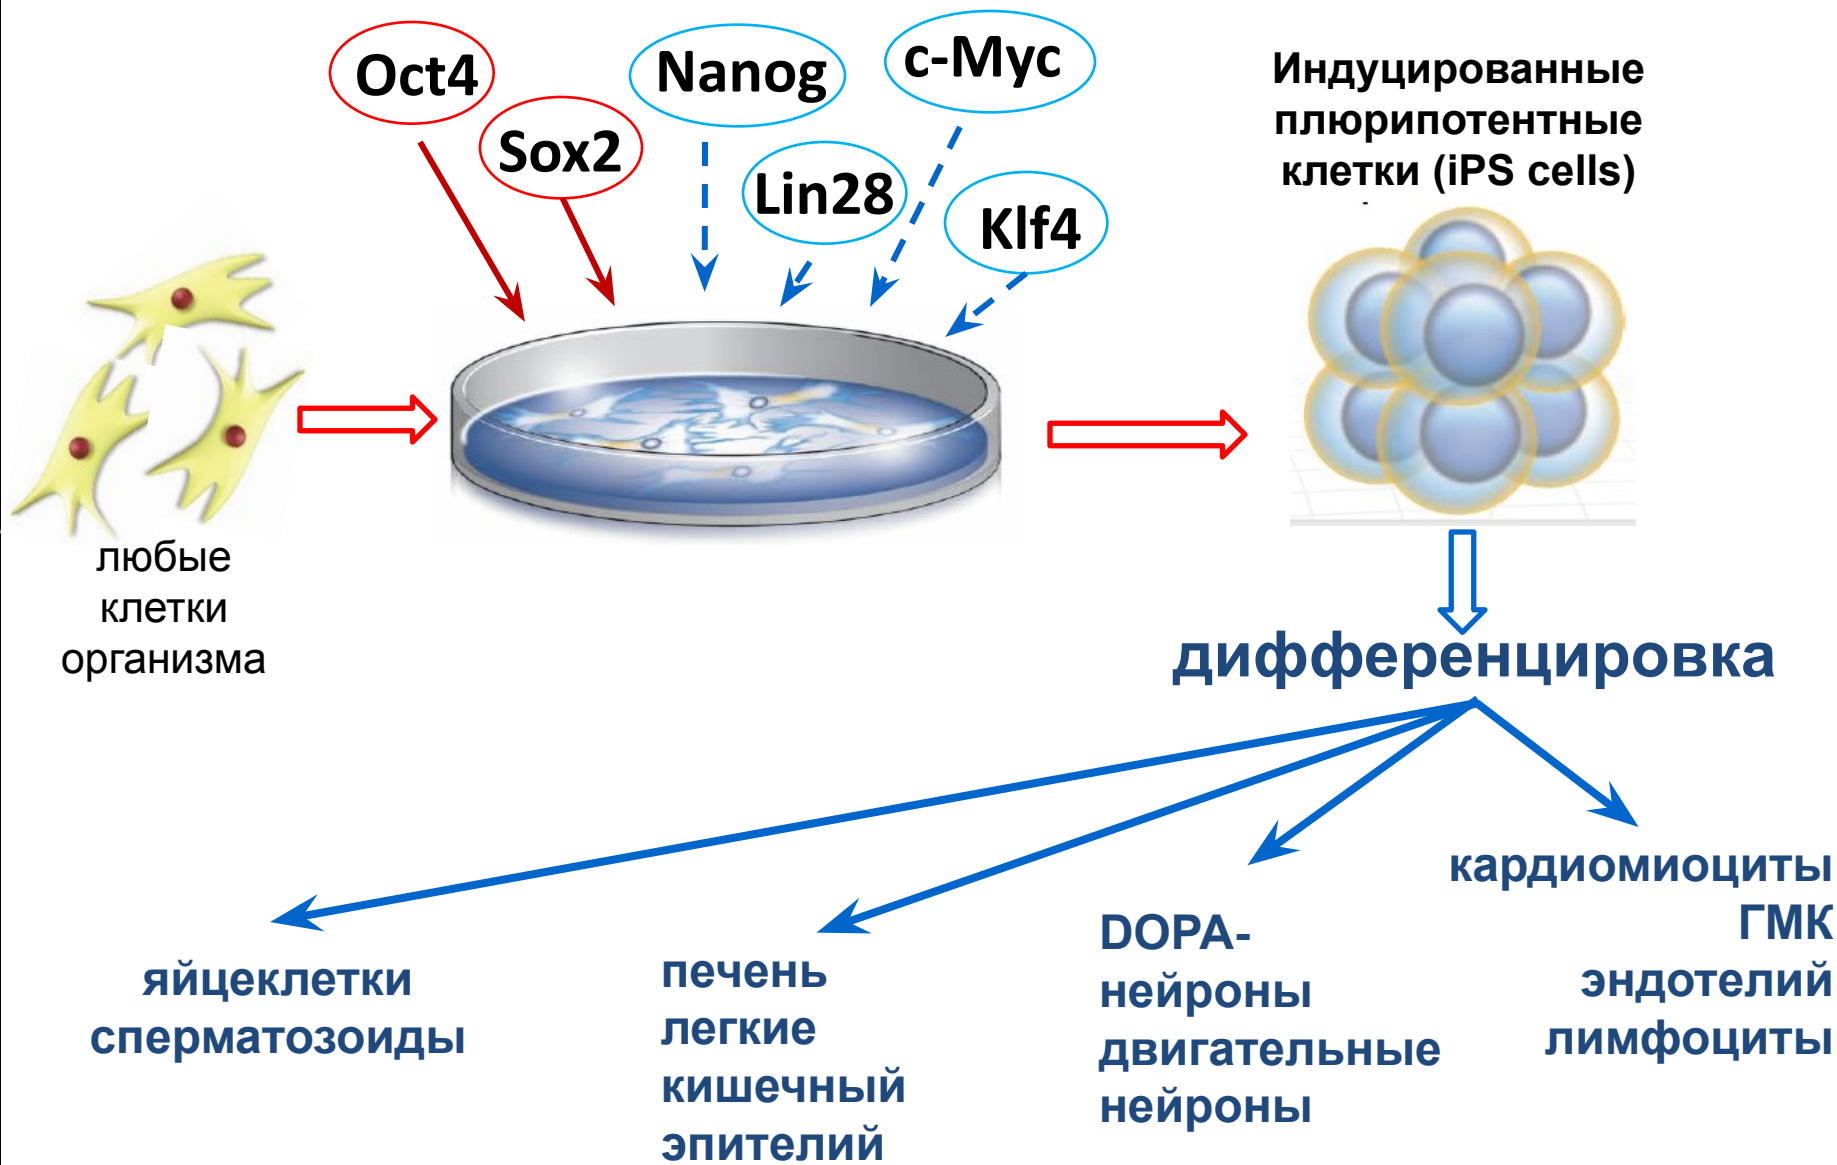 Oct4
Sox2
Nanog
Lin28
c-Myc
Klf4
Индуцированные
плюрипотентные
клетки (iPS cells)
любые
клетки
организма
дифференцировка
яйцеклетки
сперматозоиды
печень
легкие
кишечный
эпителий
DOPA-
нейроны
двигательные
нейроны
кардиомиоциты
ГМК
эндотелий
лимфоциты